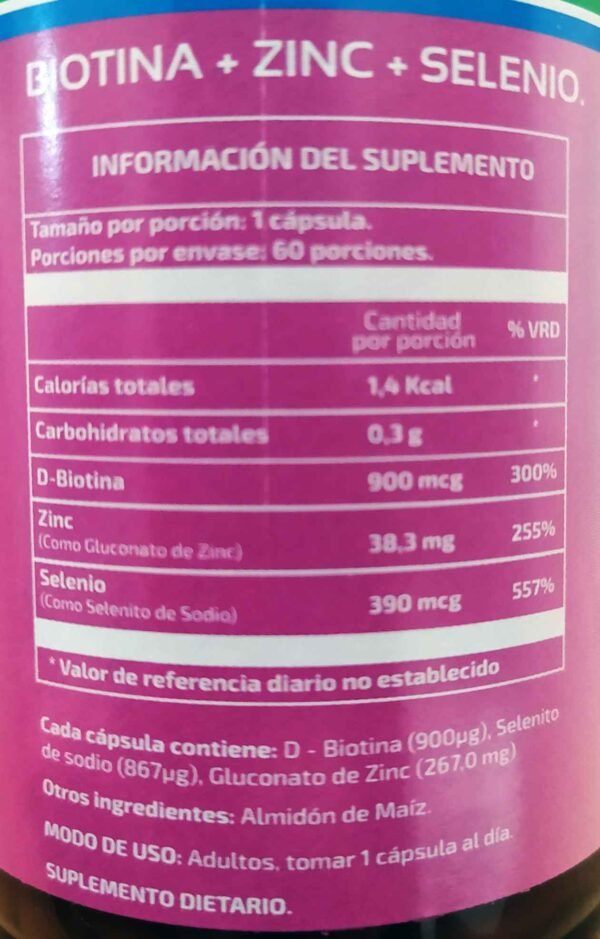 BIOTINA + ZINC + SELENIO.
INFORMACIÓN DEL SUPLEMENTO
Tamaño por porción: 1 cápsula.
Porciones por envase: 60 porciones.
Cantidad por porción % VRD
Calorías totales 1,4 Kcal *
Carbohidratos totales 0,3 g *
D-Biotina 900 mcg 300%
Zinc (Como Gluconato de Zinc) 38,3 mg 255%
Selenio (Como Selenito de Sodio) 390 mcg 557%
* Valor de referencia diario no establecido
Cada cápsula contiene: D - Biotina (900µg), Selenito
de sodio (867µg), Gluconato de Zinc (267,0 mg)
Otros ingredientes: Almidón de Maíz.
MODO DE USO: Adultos, tomar 1 cápsula al día.
SUPLEMENTO DIETARIO.